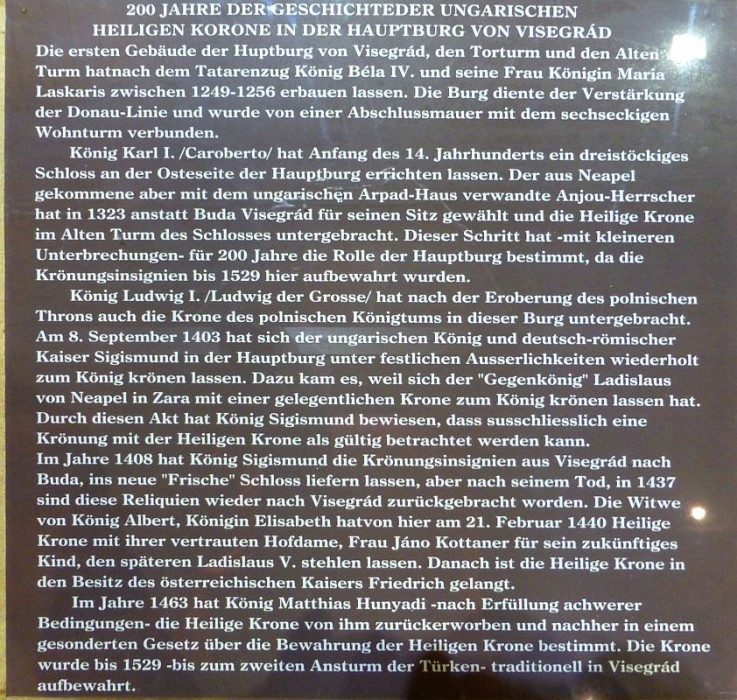 200 JAHRE DER GESCHICHTEDER UNGARISCHEN
HEILIGEN KORONE IN DER HAUPTBURG VON VISEGRÁD
Die ersten Gebäude der Huptburg von Visegrád, den Torturm und den Alten
Turm hatnach dem Tatarenzug König Béla IV. und seine Frau Königin Maria
Laskaris zwischen 1249-1256 erbauen lassen. Die Burg diente der Verstärkung
der Donau-Linie und wurde von einer Abschlussmauer mit dem sechseckigen
Wohnturm verbunden.
König Karl I. /Caroberto/ hat Anfang des 14. Jahrhunderts ein dreistöckiges
Schloss an der Osteseite der Hauptburg errichten lassen. Der aus Neapel
gekommene aber mit dem ungarischen Arpad-Haus verwandte Anjou-Herrscher
hat in 1323 anstatt Buda Visegrád für seinen Sitz gewählt und die Heilige Krone
im Alten Turm des Schlosses untergebracht. Dieser Schritt hat -mit kleineren
Unterbrechungen- für 200 Jahre die Rolle der Hauptburg bestimmt, da die
Krönungsinsignien bis 1529 hier aufbewahrt wurden.
König Ludwig I. /Ludwig der Grosse/ hat nach der Eroberung des polnischen
Throns auch die Krone des polnischen Königtums in dieser Burg untergebracht.
Am 8. September 1403 hat sich der ungarischen König und deutsch-römischer
Kaiser Sigismund in der Hauptburg unter festlichen Ausserlichkeiten wiederholt
zum König krönen lassen. Dazu kam es, weil sich der "Gegenkönig" Ladislaus
von Neapel in Zara mit einer gelegentlichen Krone zum König krönen lassen hat.
Durch diesen Akt hat König Sigismund bewiesen, dass susschliesslich eine
Krönung mit der Heiligen Krone als gültig betrachtet werden kann.
Im Jahre 1408 hat König Sigismund die Krönungsinsignien aus Visegrád nach
Buda, ins neue "Frische" Schloss liefern lassen, aber nach seinem Tod, in 1437
sind diese Reliquien wieder nach Visegrád zurückgebracht worden. Die Witwe
von König Albert, Königin Elisabeth hatvon hier am 21. Februar 1440 Heilige
Krone mit ihrer vertrauten Hofdame, Frau Jáno Kottaner für sein zukünftiges
Kind, den späteren Ladislaus V. stehlen lassen. Danach ist die Heilige Krone in
den Besitz des österreichischen Kaisers Friedrich gelangt.
Im Jahre 1463 hat König Matthias Hunyadi -nach Erfüllung achwerer
Bedingungen- die Heilige Krone von ihm zurückerworben und nachher in einem
gesonderten Gesetz über die Bewahrung der Heiligen Krone bestimmt. Die Krone
wurde bis 1529 -bis zum zweiten Ansturm der Türken- traditionell in Visegrád
aufbewahrt.